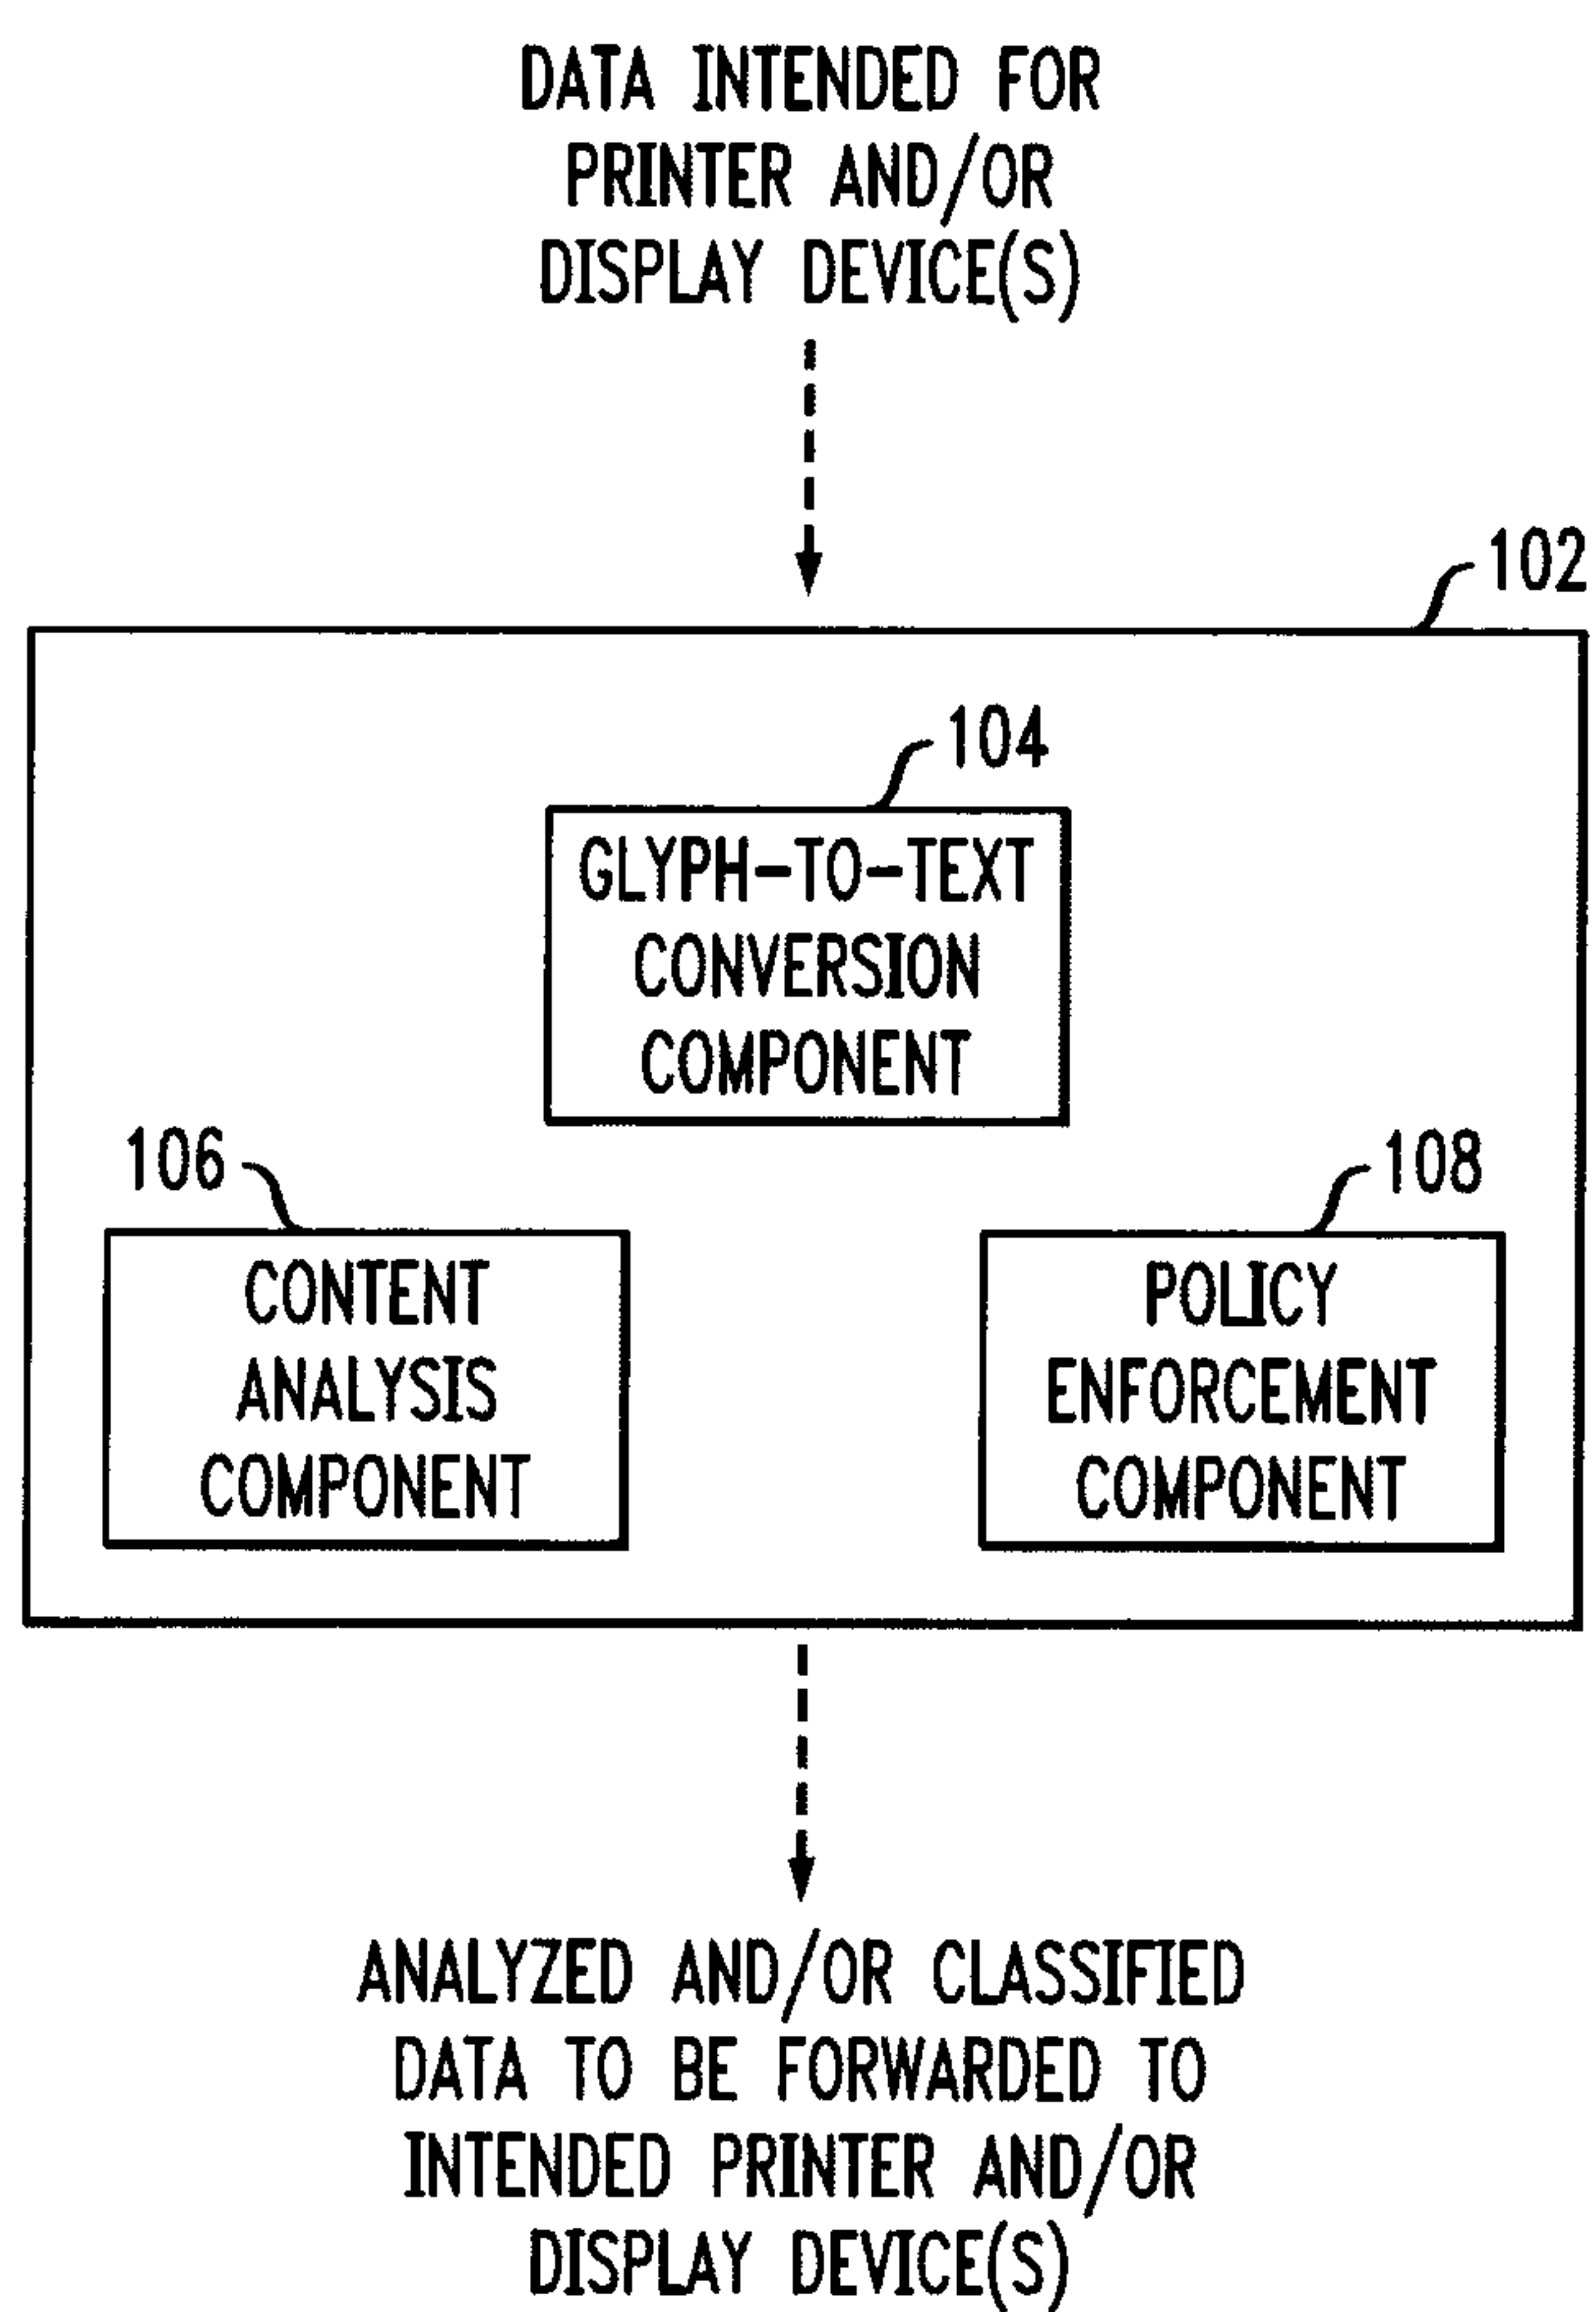 DATA INTENDED FOR
PRINTER AND/OR
DISPLAY DEVICE(S)
102
104
GLYPH-TO-TEXT
CONVERSION
COMPONENT
106
108
CONTENT
ANALYSIS
COMPONENT
POLICY
ENFORCEMENT
COMPONENT
ANALYZED AND/OR CLASSIFIED
DATA TO BE FORWARDED TO
INTENDED PRINTER AND/OR
DISPLAY DEVICE(S)